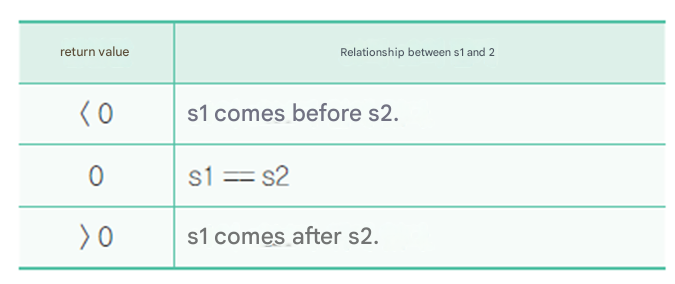 return value
Relationship between s1 and 2
< 0
s1 comes before s2.
0
s1 == s2
> 0
s1 comes after s2.